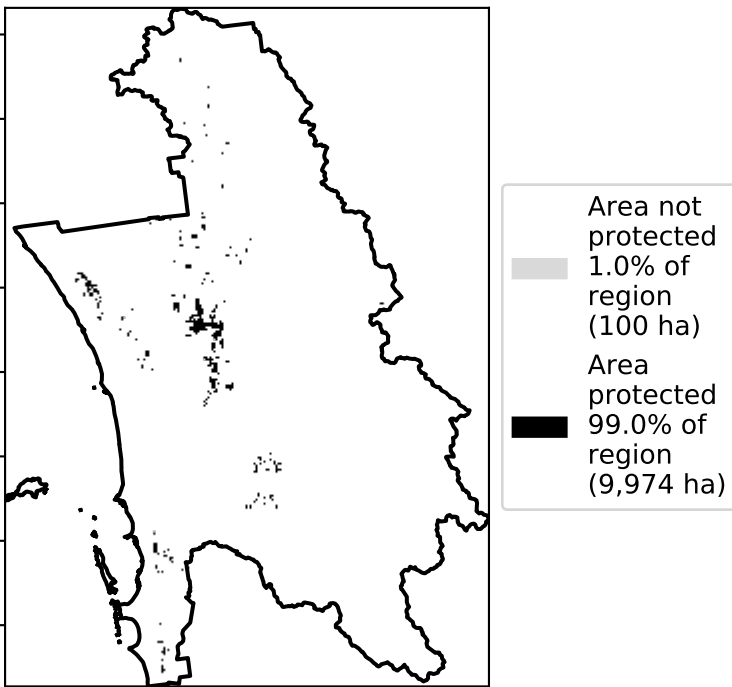 Area not
protected
1.0% of
region
(100 ha)
Area
protected
99.0% of
region
(9,974 ha)